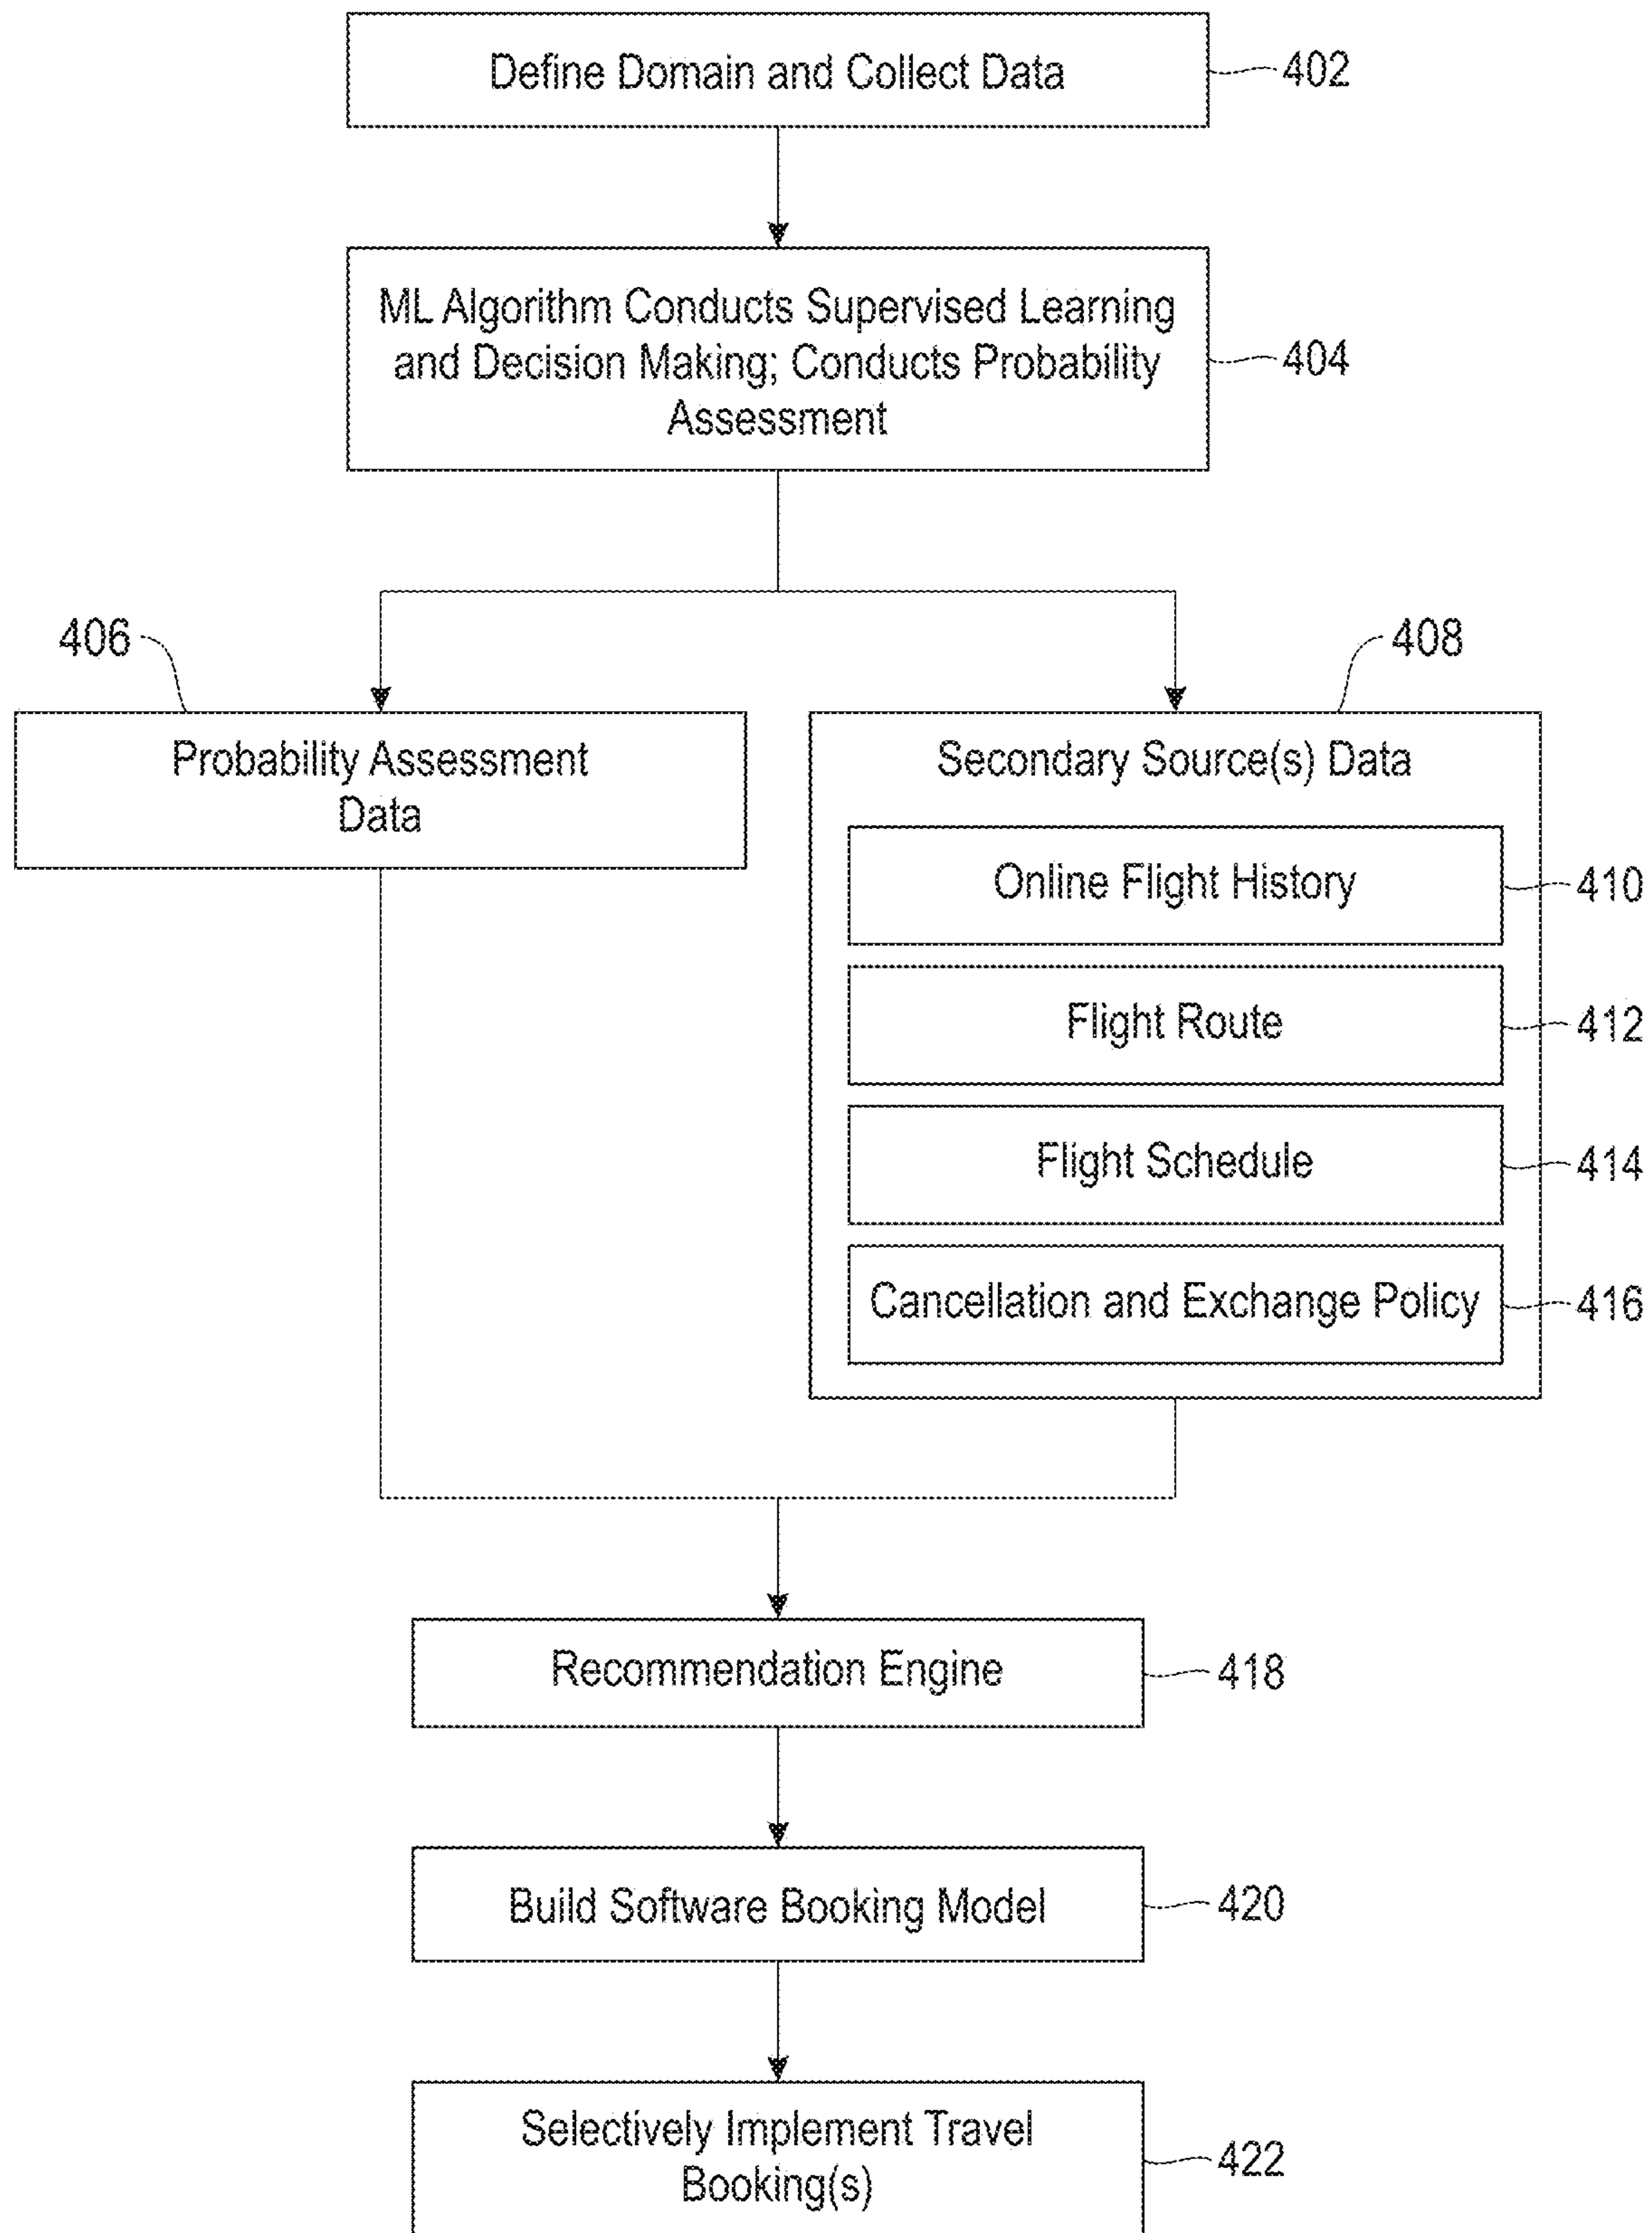 Define Domain and Collect Data
402
ML Algorithm Conducts Supervised Learning
and Decision Making; Conducts Probability
Assessment
404
406
408
Probability Assessment
Data
Secondary Source(s) Data
Online Flight History
410
Flight Route
412
Flight Schedule
414
Cancellation and Exchange Policy
416
Recommendation Engine
418
Build Software Booking Model
420
Selectively Implement Travel
Booking(s)
422